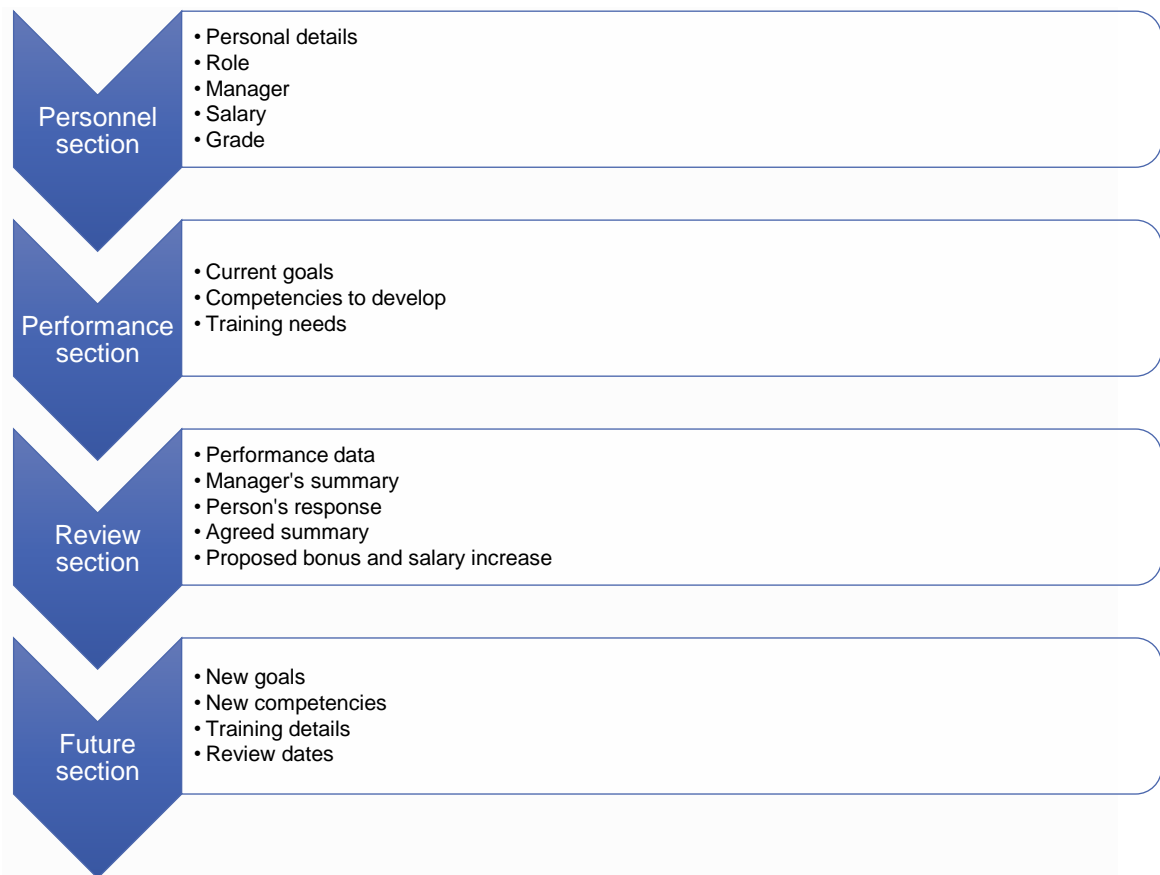 Personnel
section
• Personal details
• Role
• Manager
• Salary
• Grade
Performance
section
• Current goals
• Competencies to develop
• Training needs
Review
section
• Performance data
• Manager's summary
• Person's response
• Agreed summary
• Proposed bonus and salary increase
Future
section
• New goals
• New competencies
• Training details
• Review dates